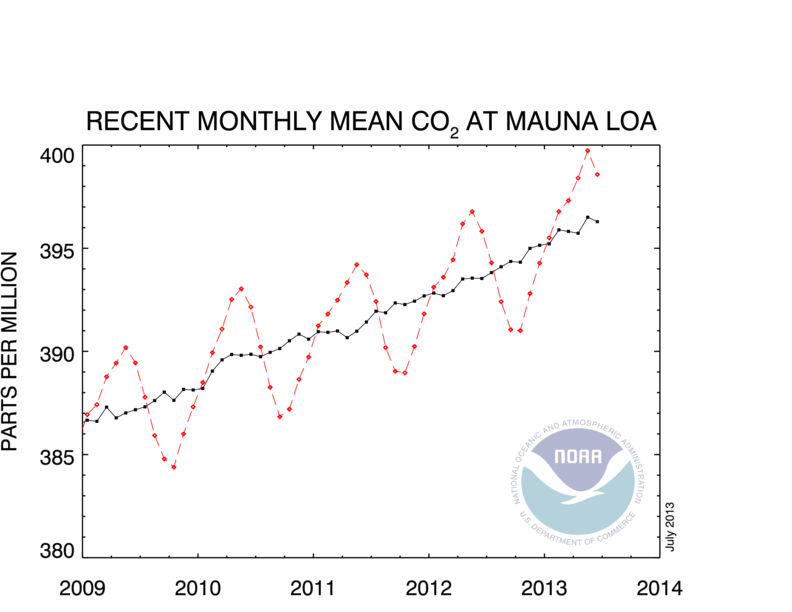 RECENT MONTHLY MEAN CO₂ AT MAUNA LOA
PARTS PER MILLION
400
395
390
385
380
2009 2010 2011 2012 2013 2014
NATIONAL OCEANIC AND ATMOSPHERIC ADMINISTRATION
NOAA
U.S. DEPARTMENT OF COMMERCE
July 2013